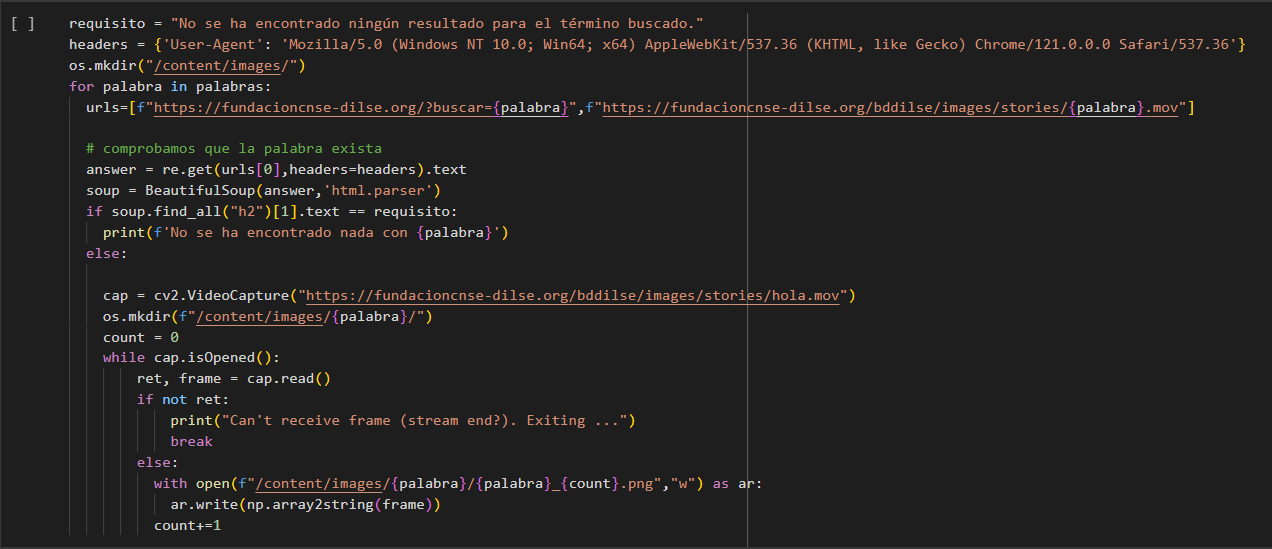 [ ] requisito = "No se ha encontrado ningún resultado para el término buscado."
headers = {'User-Agent': 'Mozilla/5.0 (Windows NT 10.0; Win64; x64) AppleWebKit/537.36 (KHTML, like Gecko) Chrome/121.0.0.0 Safari/537.36'}
os.mkdir("/content/images/")
for palabra in palabras:
  urls=[f"https://fundacioncnse-dilse.org/?buscar={palabra}",f"https://fundacioncnse-dilse.org/bddilse/images/stories/{palabra}.mov"]
  # comprobamos que la palabra exista
  answer = re.get(urls[0],headers=headers).text
  soup = BeautifulSoup(answer,'html.parser')
  if soup.find_all("h2")[1].text == requisito:
    print(f'No se ha encontrado nada con {palabra}')
  else:
    cap = cv2.VideoCapture("https://fundacioncnse-dilse.org/bddilse/images/stories/hola.mov")
    os.mkdir(f"/content/images/{palabra}/")
    count = 0
    while cap.isOpened():
        ret, frame = cap.read()
        if not ret:
            print("Can't receive frame (stream end?). Exiting ...")
            break
        else:
          with open(f"/content/images/{palabra}/{palabra}_{count}.png","w") as ar:
            ar.write(np.array2string(frame))
          count+=1